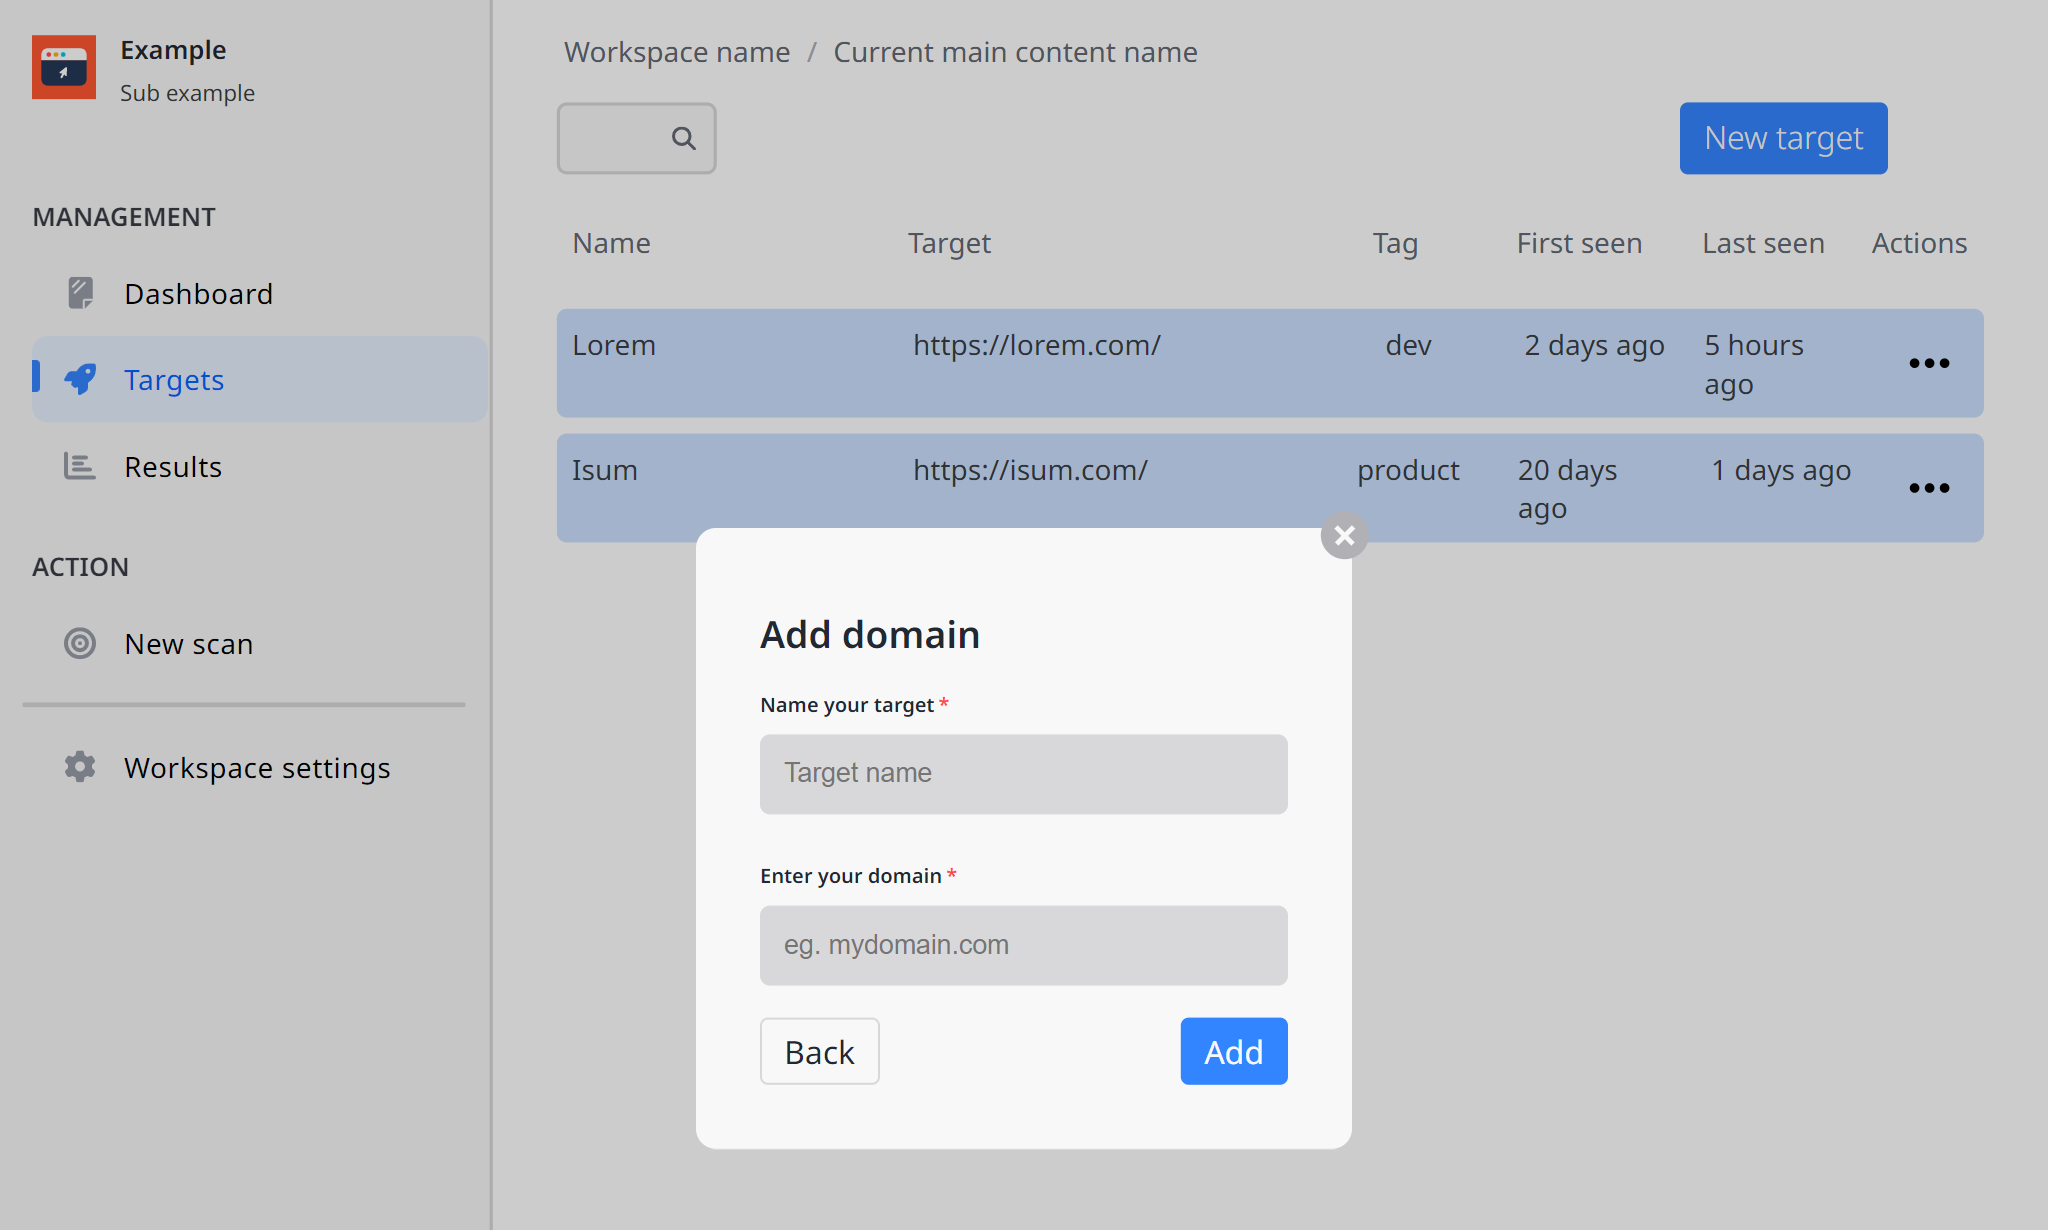 Example
Sub example
MANAGEMENT
Dashboard
Targets
Results
ACTION
New scan
Workspace settings
Workspace name / Current main content name
New target
Name Target Tag First seen Last seen Actions
Lorem https://lorem.com/ dev 2 days ago 5 hours
ago
Isum https://isum.com/ product 20 days 1 days ago
ago
Add domain
Name your target *
Target name
Enter your domain *
eg. mydomain.com
Back Add